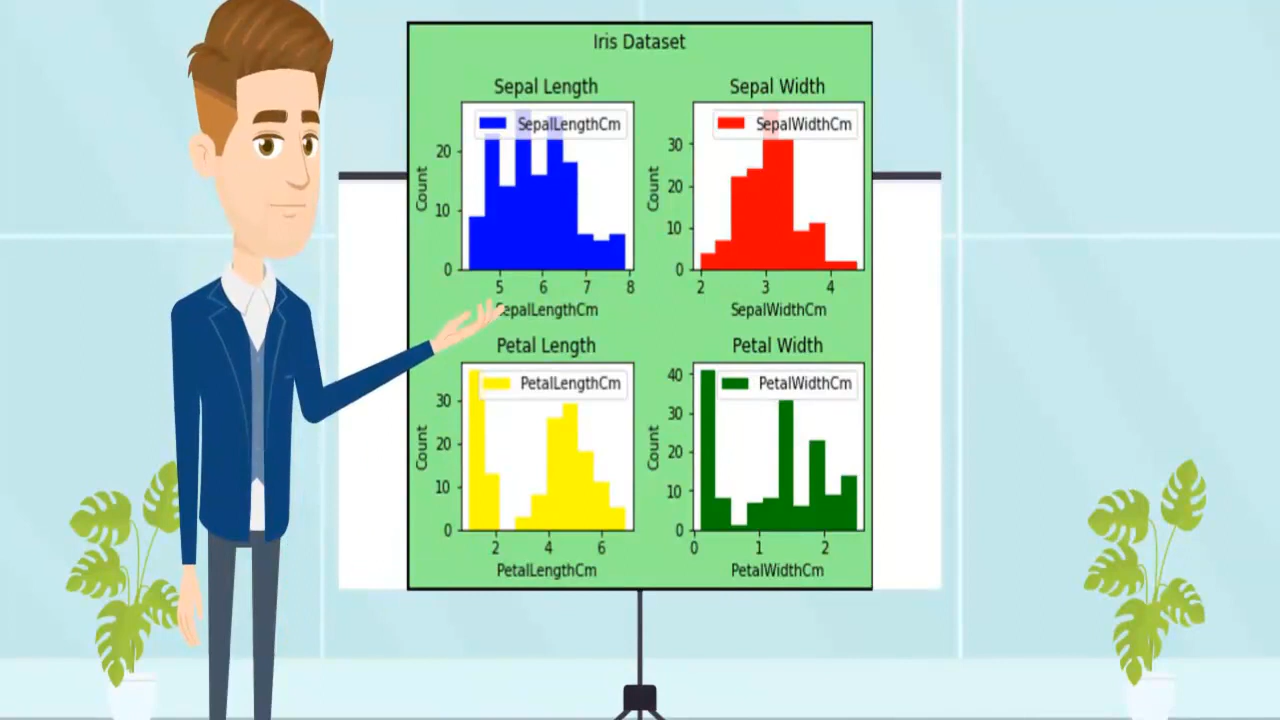 Iris Dataset
Sepal Length
SepalLengthCm
Count
20
10
0
5 6 7 8
SepalLengthCm
Sepal Width
SepalWidthCm
Count
30
20
10
0
2 3 4
SepalWidthCm
Petal Length
PetalLengthCm
Count
30
20
10
0
2 4 6
PetalLengthCm
Petal Width
PetalWidthCm
Count
40
30
20
10
0
0 1 2
PetalWidthCm